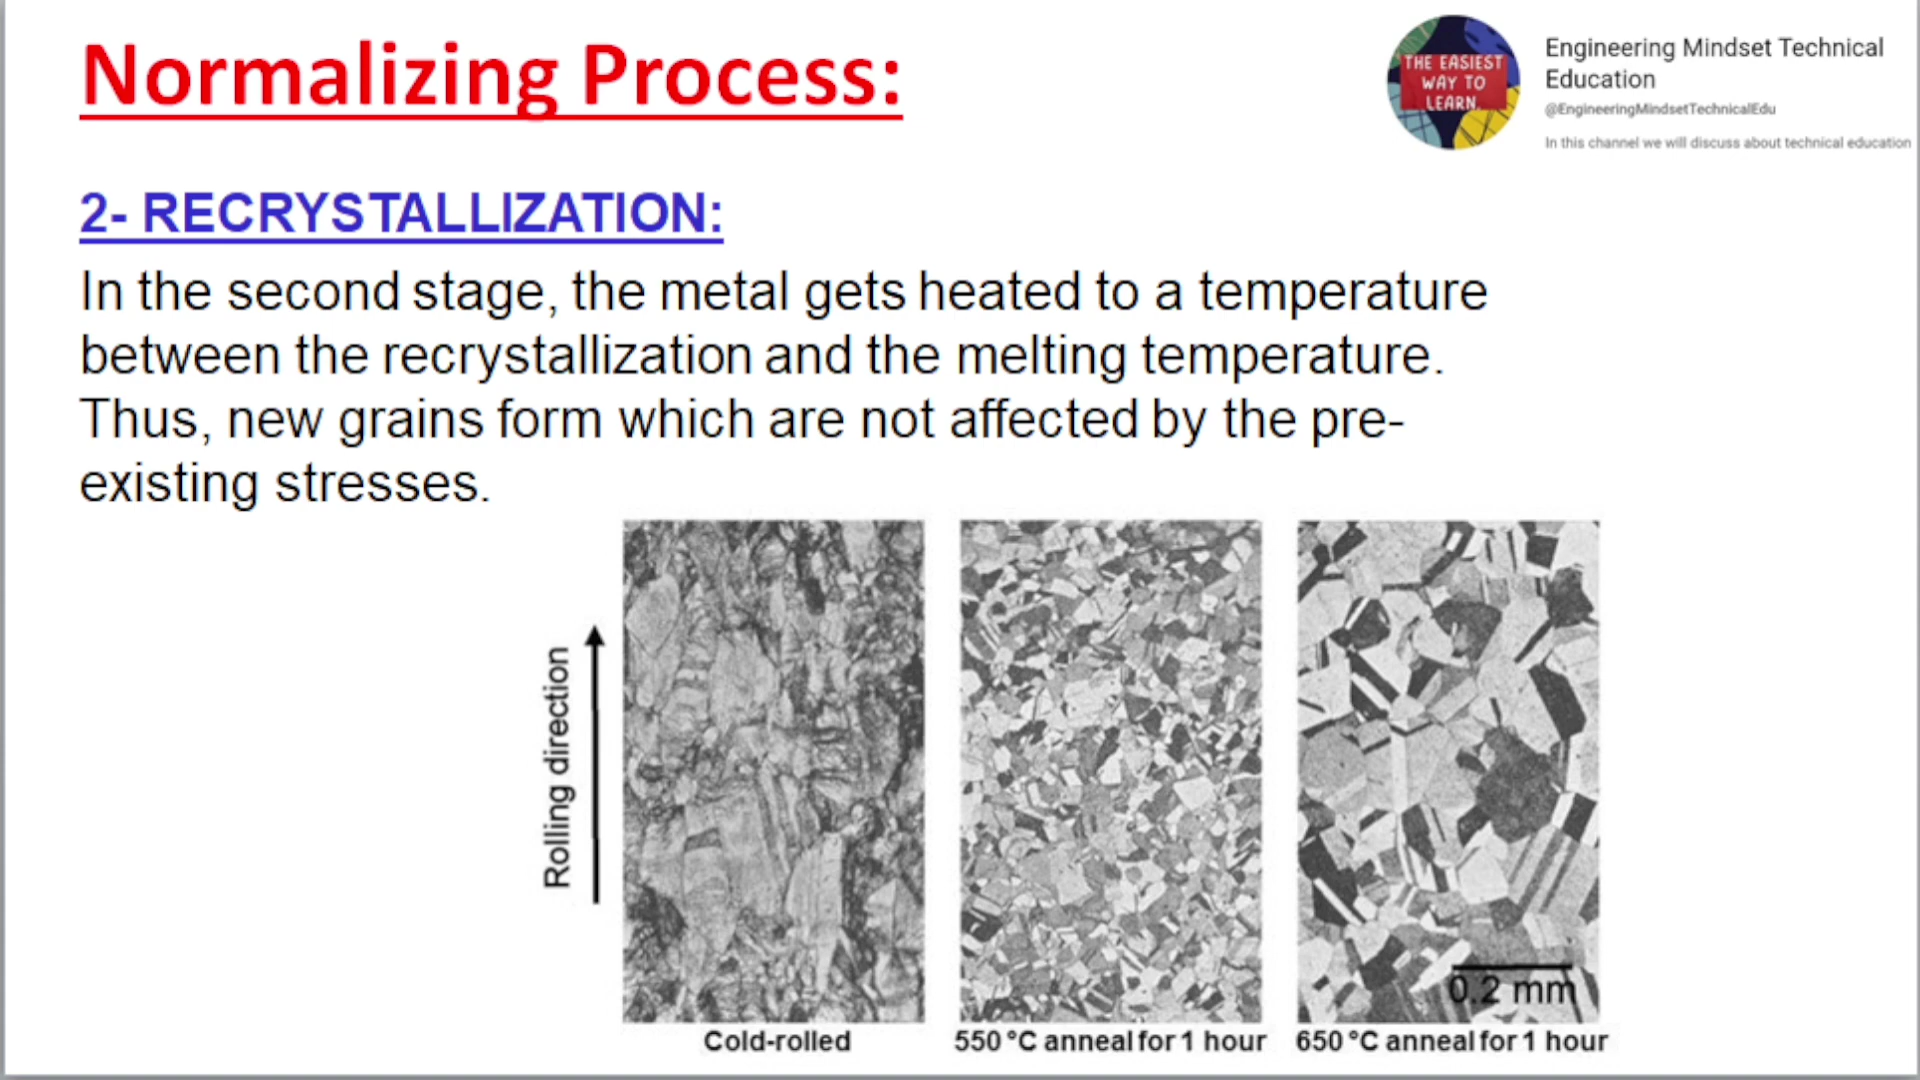 Normalizing Process:
THE EASIEST
WAY TO
LEARN.
Engineering Mindset Technical
Education
@EngineeringMindsetTechnicalEdu
In this channel we will discuss about technical education
2- RECRYSTALLIZATION:
In the second stage, the metal gets heated to a temperature
between the recrystallization and the melting temperature.
Thus, new grains form which are not affected by the pre-
existing stresses.
Rolling direction
0.2 mm
Cold-rolled
550 °C anneal for 1 hour
650 °C anneal for 1 hour